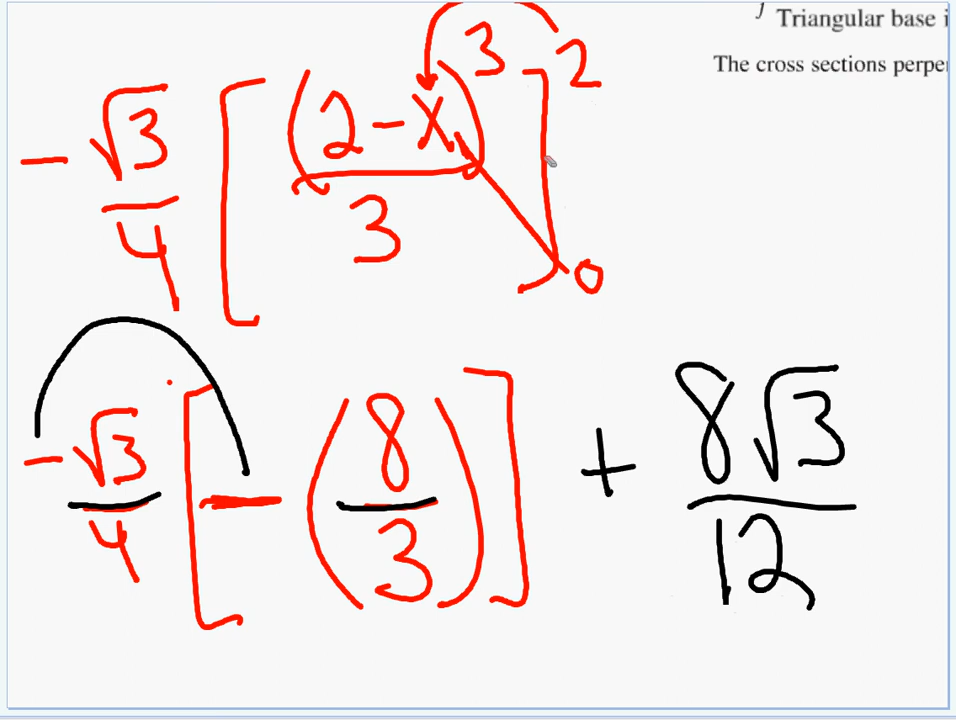 Triangular base i
The cross sections perpe
- √3/4 [ (2 - x)^3 / 3 ]_0^2
- √3/4 [ - (8/3) ] + 8√3/12